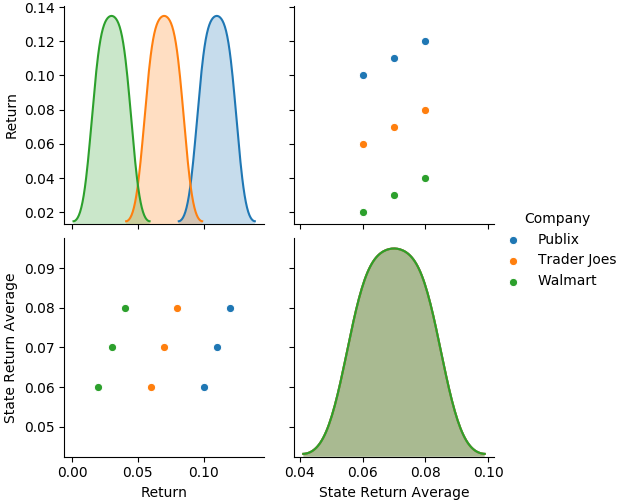 0.14
0.12
0.10
0.08
0.06
0.04
0.02
Return
Company
Publix
Trader Joes
Walmart
0.09
0.08
0.07
0.06
0.05
State Return Average
0.00 0.05 0.10
Return
0.04 0.06 0.08 0.10
State Return Average